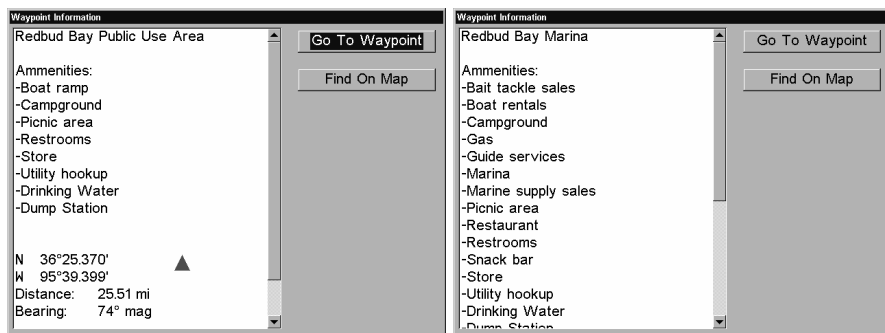 Waypoint Information
Redbud Bay Public Use Area
Ammenities:
-Boat ramp
-Campground
-Picnic area
-Restrooms
-Store
-Utility hookup
-Drinking Water
-Dump Station
N 36°25.370'
W 95°39.399'
Distance: 25.51 mi
Bearing: 74° mag
Go To Waypoint
Find On Map
Waypoint Information
Redbud Bay Marina
Ammenities:
-Bait tackle sales
-Boat rentals
-Campground
-Gas
-Guide services
-Marina
-Marine supply sales
-Picnic area
-Restaurant
-Restrooms
-Snack bar
-Store
-Utility hookup
-Drinking Water
-Dump Station
Go To Waypoint
Find On Map